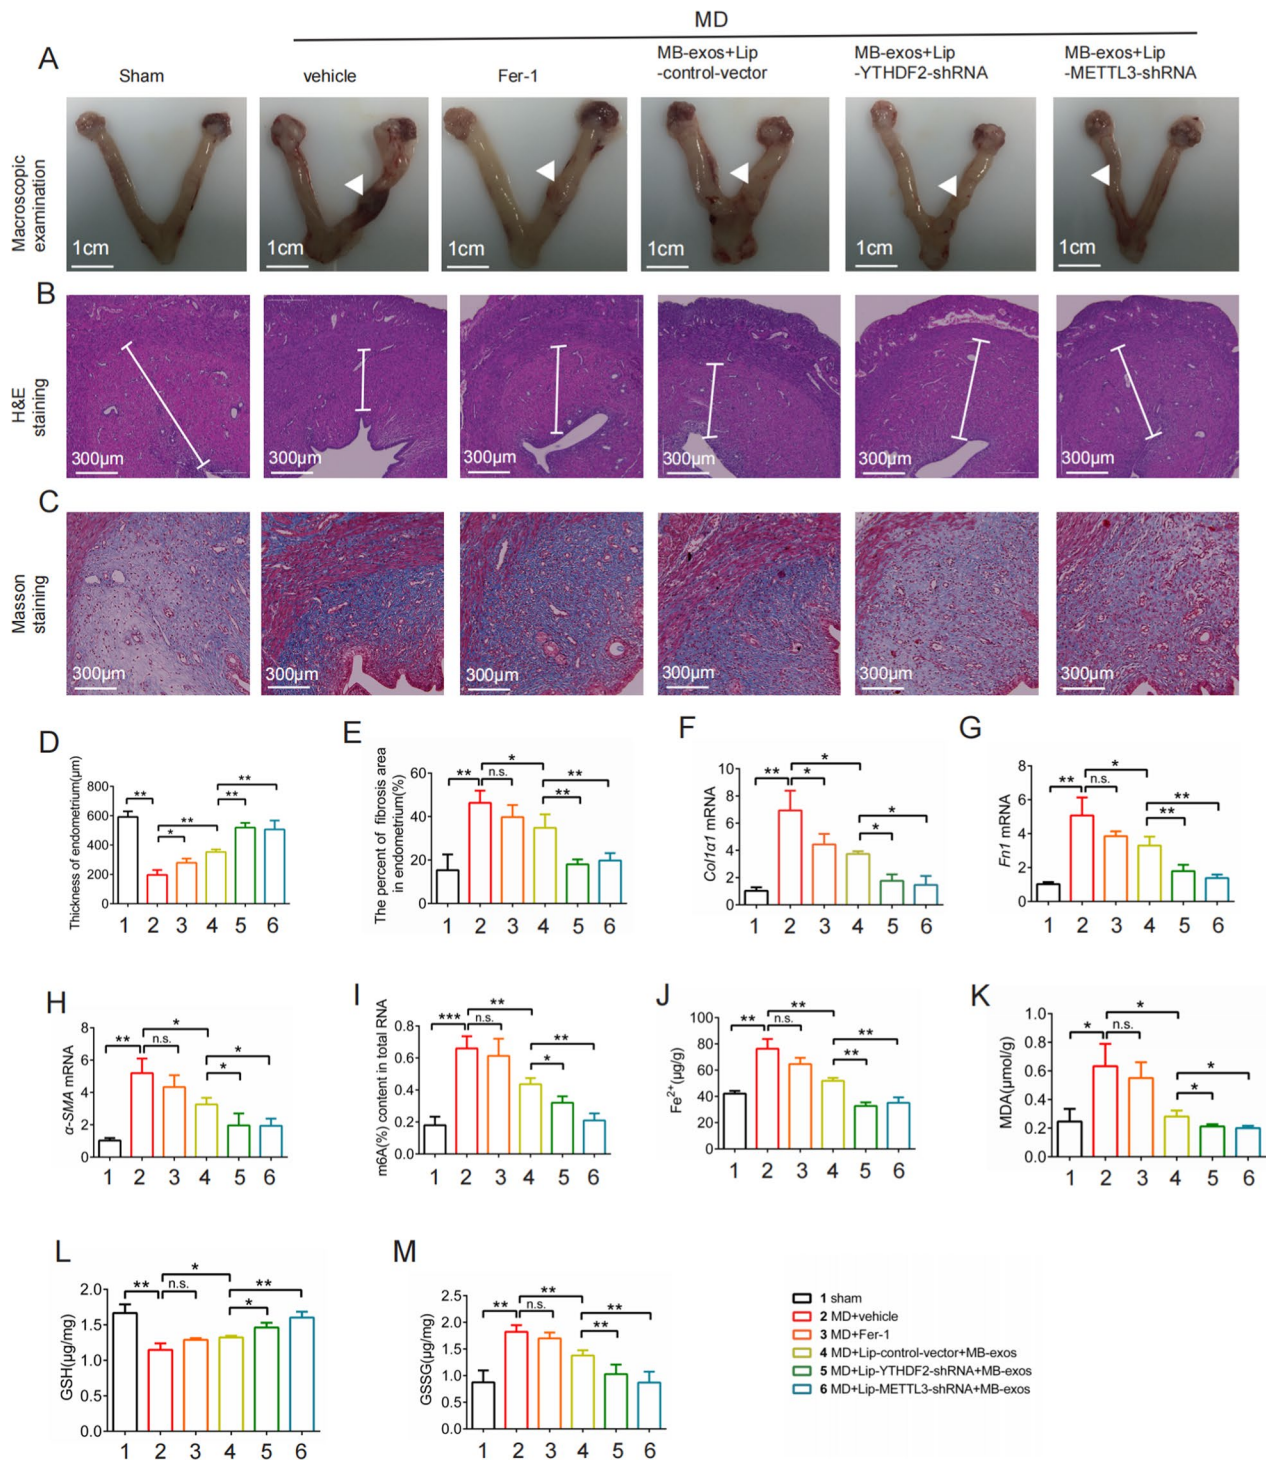 MD
A
Sham
vehicle
Fer-1
MB-exos+Lip
-control-vector
MB-exos+Lip
-YTHDF2-shRNA
MB-exos+Lip
-METTL3-shRNA
Macroscopic
examination
1cm
1cm
1cm
1cm
1cm
1cm
B
H&E
staining
300μm
300μm
300μm
300μm
300μm
300μm
C
Masson
staining
300μm
300μm
300μm
300μm
300μm
300μm
D
Thickness of endometrium(μm)
800
600
400
200
0
**
*
**
**
**
1 2 3 4 5 6
E
The percent of fibrosis area
in endometrium(%)
60
40
20
0
**
n.s.
*
**
**
1 2 3 4 5 6
F
Col1α1 mRNA
10
8
6
4
2
0
**
*
*
*
*
1 2 3 4 5 6
G
Fn1 mRNA
8
6
4
2
0
**
n.s.
*
**
**
1 2 3 4 5 6
H
α-SMA mRNA
8
6
4
2
0
**
n.s.
*
*
*
1 2 3 4 5 6
I
m6A(%) content in total RNA
0.8
0.6
0.4
0.2
0.0
***
n.s.
**
*
**
1 2 3 4 5 6
J
Fe2+(μg/g)
100
80
60
40
20
0
**
n.s.
**
**
**
1 2 3 4 5 6
K
MDA(μmol/g)
1.0
0.8
0.6
0.4
0.2
0.0
*
n.s.
*
*
*
1 2 3 4 5 6
L
GSH(μg/mg)
2.0
1.5
1.0
0.5
0.0
**
n.s.
*
*
**
1 2 3 4 5 6
M
GSSG(μg/mg)
2.5
2.0
1.5
1.0
0.5
0.0
**
n.s.
**
**
**
1 2 3 4 5 6
1 sham
2 MD+vehicle
3 MD+Fer-1
4 MD+Lip-control-vector+MB-exos
5 MD+Lip-YTHDF2-shRNA+MB-exos
6 MD+Lip-METTL3-shRNA+MB-exos